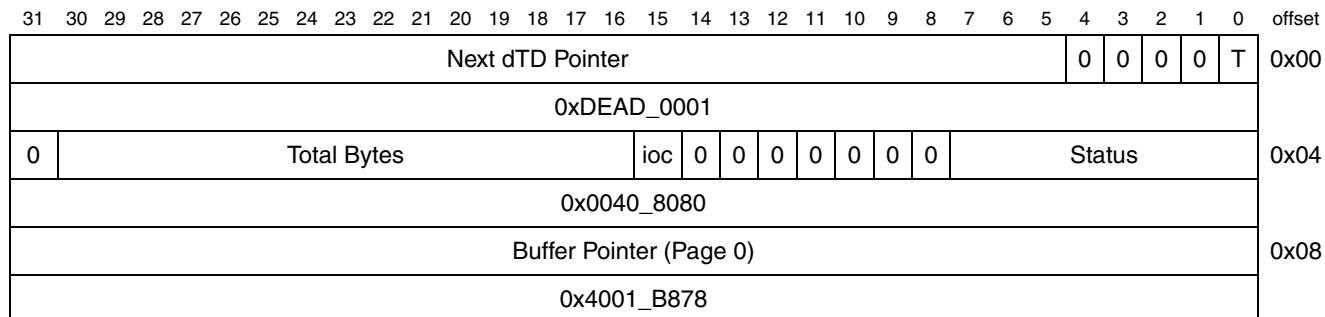 31 30 29 28 27 26 25 24 23 22 21 20 19 18 17 16 15 14 13 12 11 10 9 8 7 6 5 4 3 2 1 0 offset
Next dTD Pointer 0 0 0 0 T 0x00
0xDEAD_0001
0 Total Bytes ioc 0 0 0 0 0 0 0 Status 0x04
0x0040_8080
Buffer Pointer (Page 0) 0x08
0x4001_B878